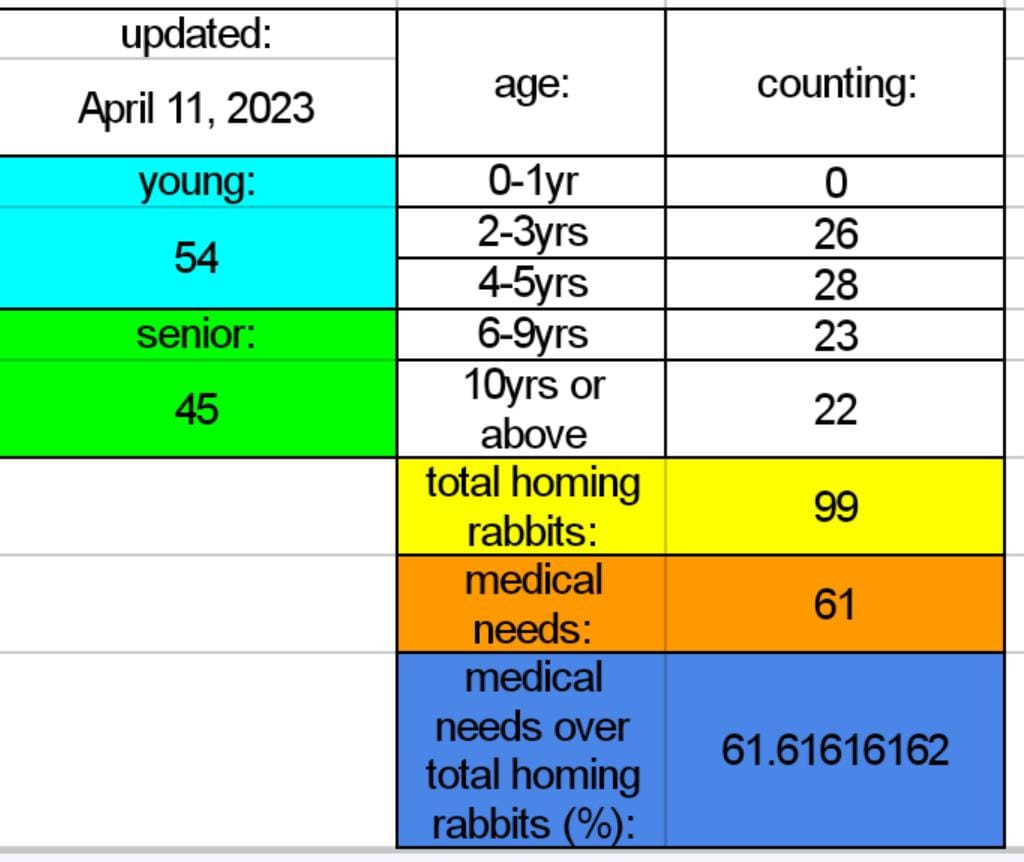 updated:
April 11, 2023
age:
counting:
young:
54
0-1yr
0
2-3yrs
26
4-5yrs
28
senior:
45
6-9yrs
23
10yrs or
above
22
total homing
rabbits:
99
medical
needs:
61
medical
needs over
total homing
rabbits (%):
61.61616162